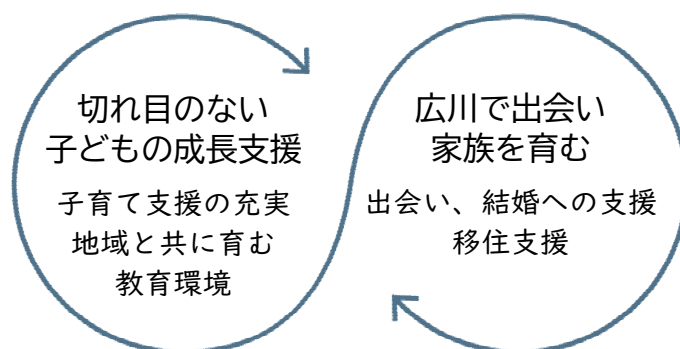 切れ目のない
子どもの成長支援
子育て支援の充実
地域と共に育む
教育環境
広川で出会い
家族を育む
出会い、結婚への支援
移住支援